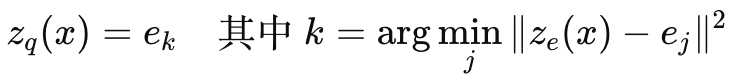 z_q(x) = e_k 其中 k = arg min_j ‖z_e(x) − e_j‖²